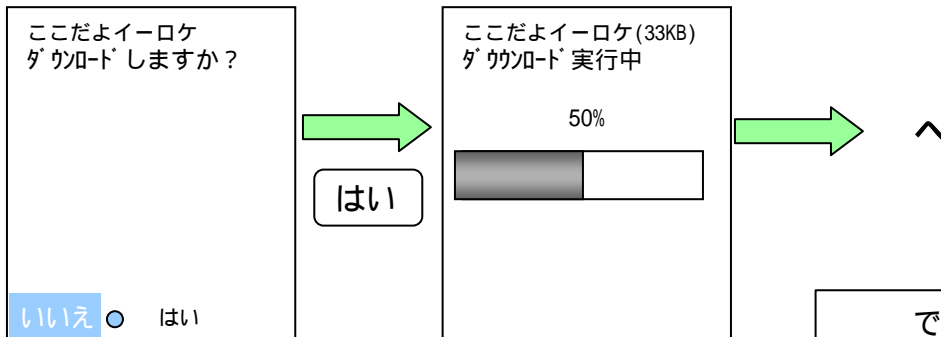 ここだよイーロケ
ダウンロードしますか？
いいえ はい
はい
ここだよイーロケ(33KB)
ダウウンロード実行中
50%
へ
で